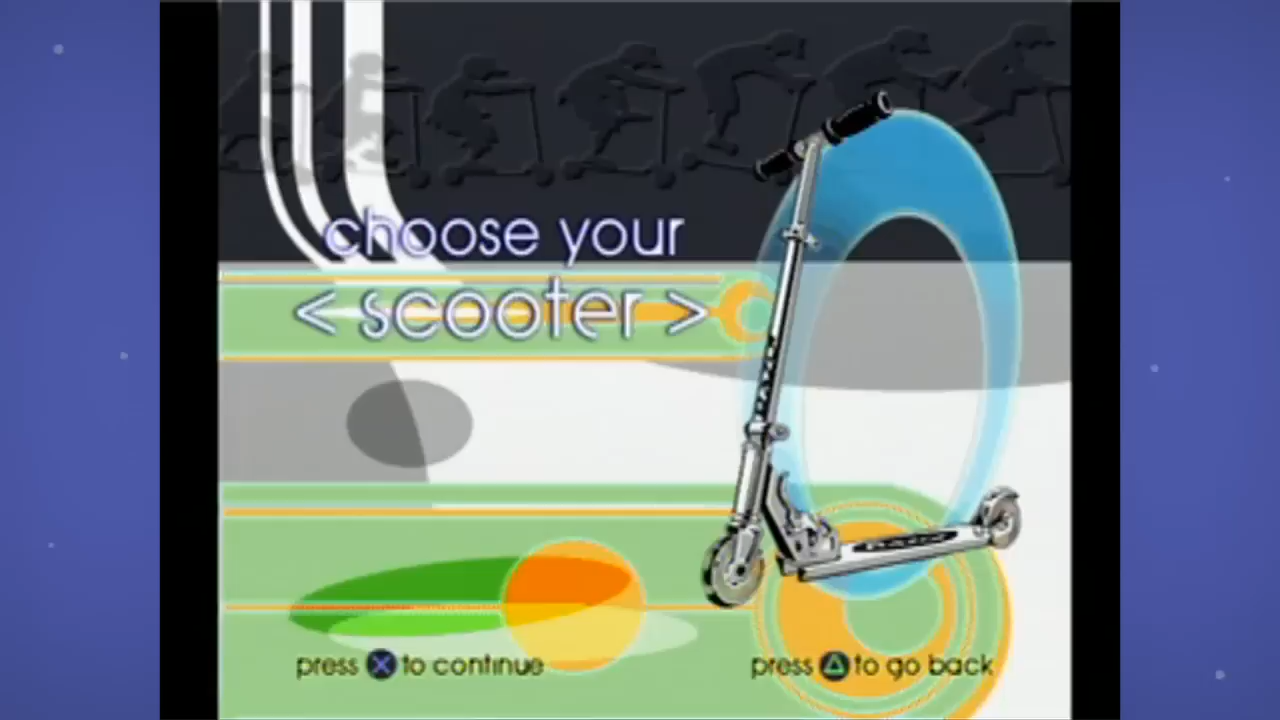 choose your
< scooter >
press ⓧ to continue
press △ to go back